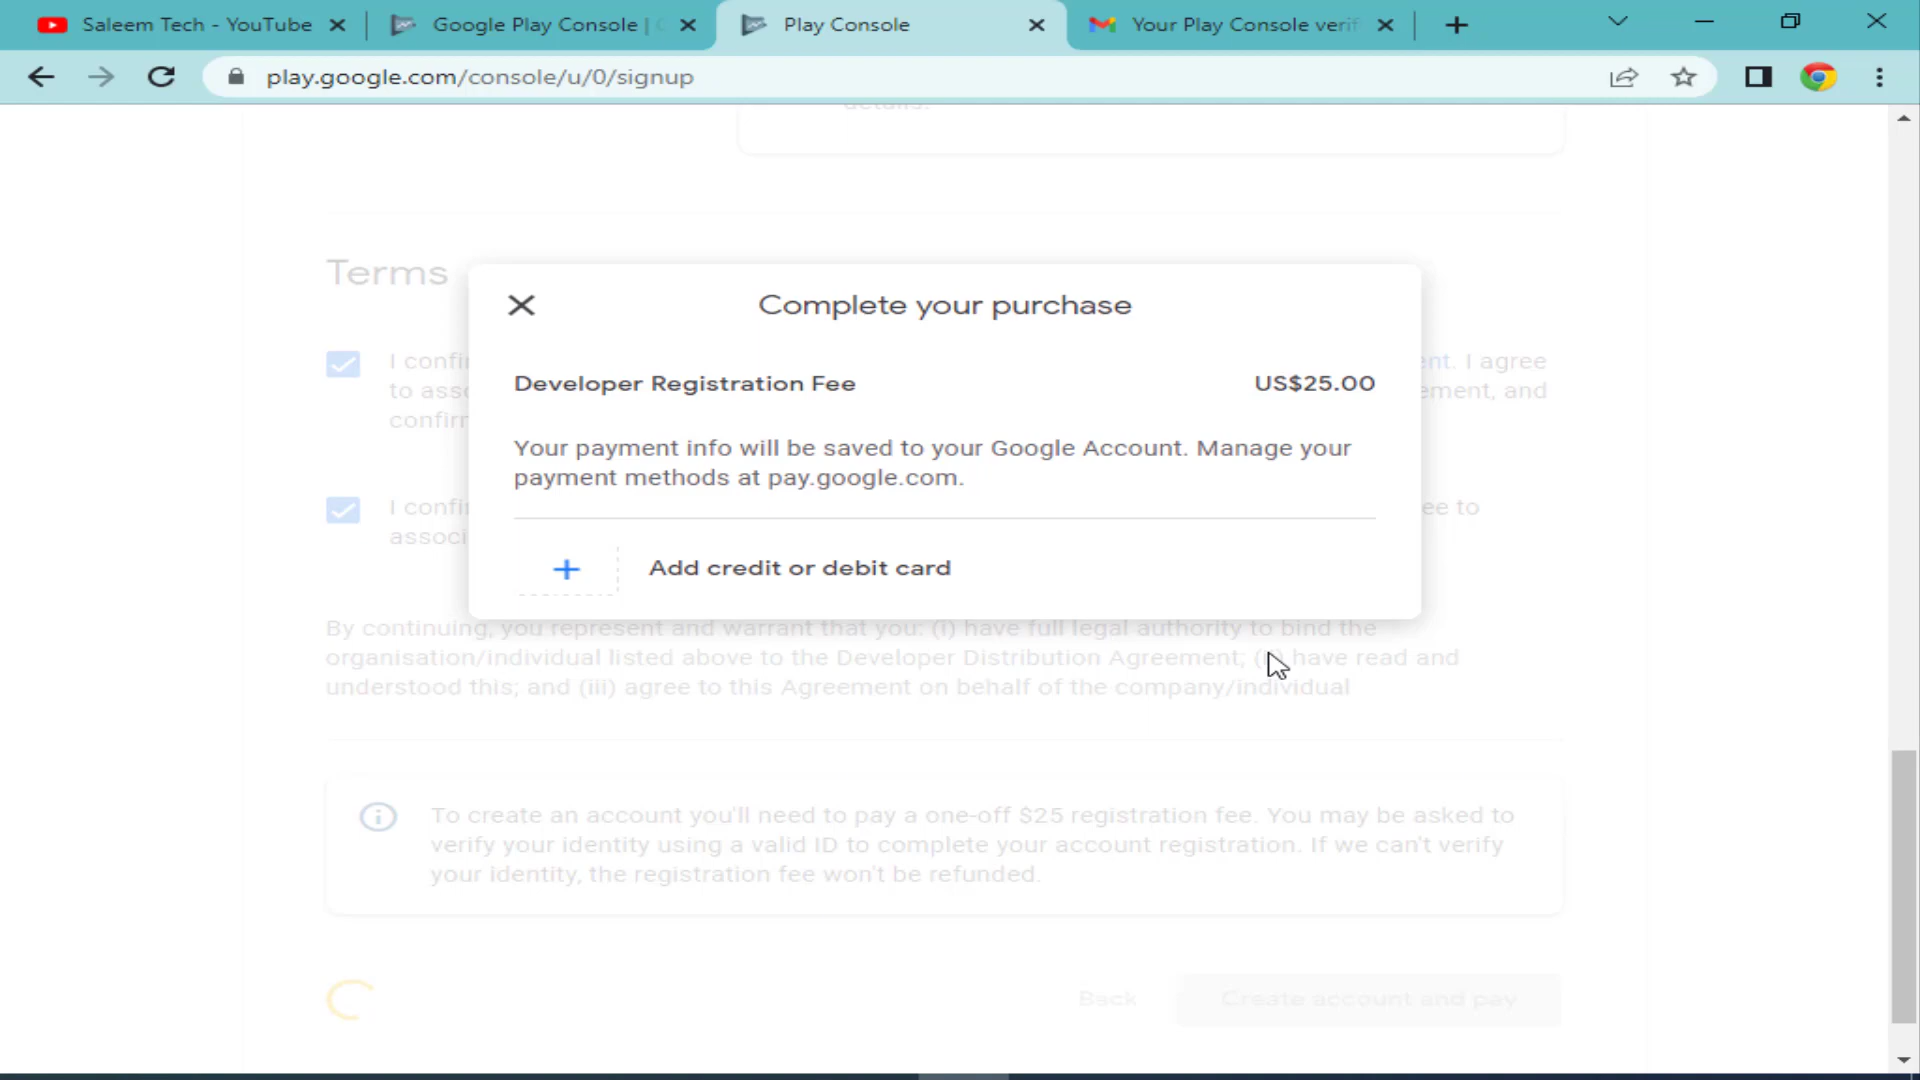 Saleem Tech - YouTube
Google Play Console |
Play Console
Your Play Console verif
play.google.com/console/u/0/signup
details.
Terms
Complete your purchase
Developer Registration Fee US$25.00
Your payment info will be saved to your Google Account. Manage your
payment methods at pay.google.com.
Add credit or debit card
I confir
ent. I agree
to asso
ement, and
confirm
I confir
ee to
associ
By continuing, you represent and warrant that you: (i) have full legal authority to bind the
organisation/individual listed above to the Developer Distribution Agreement; (ii) have read and
understood this; and (iii) agree to this Agreement on behalf of the company/individual
To create an account you'll need to pay a one-off $25 registration fee. You may be asked to
verify your identity using a valid ID to complete your account registration. If we can't verify
your identity, the registration fee won't be refunded.
Back
Create account and pay